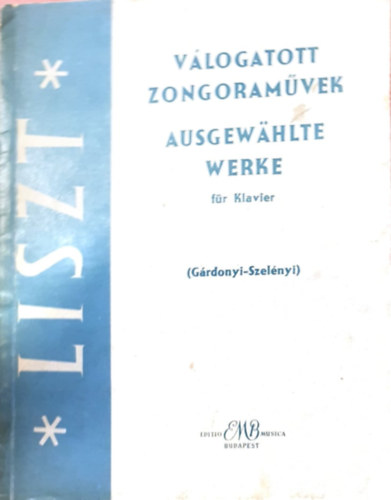 * LISZT *
VÁLOGATOTT
ZONGORAMŰVEK
AUSGEWÄHLTE
WERKE
für Klavier
(Gárdonyi-Szelényi)
EDITIO EMB MUSICA
BUDAPEST